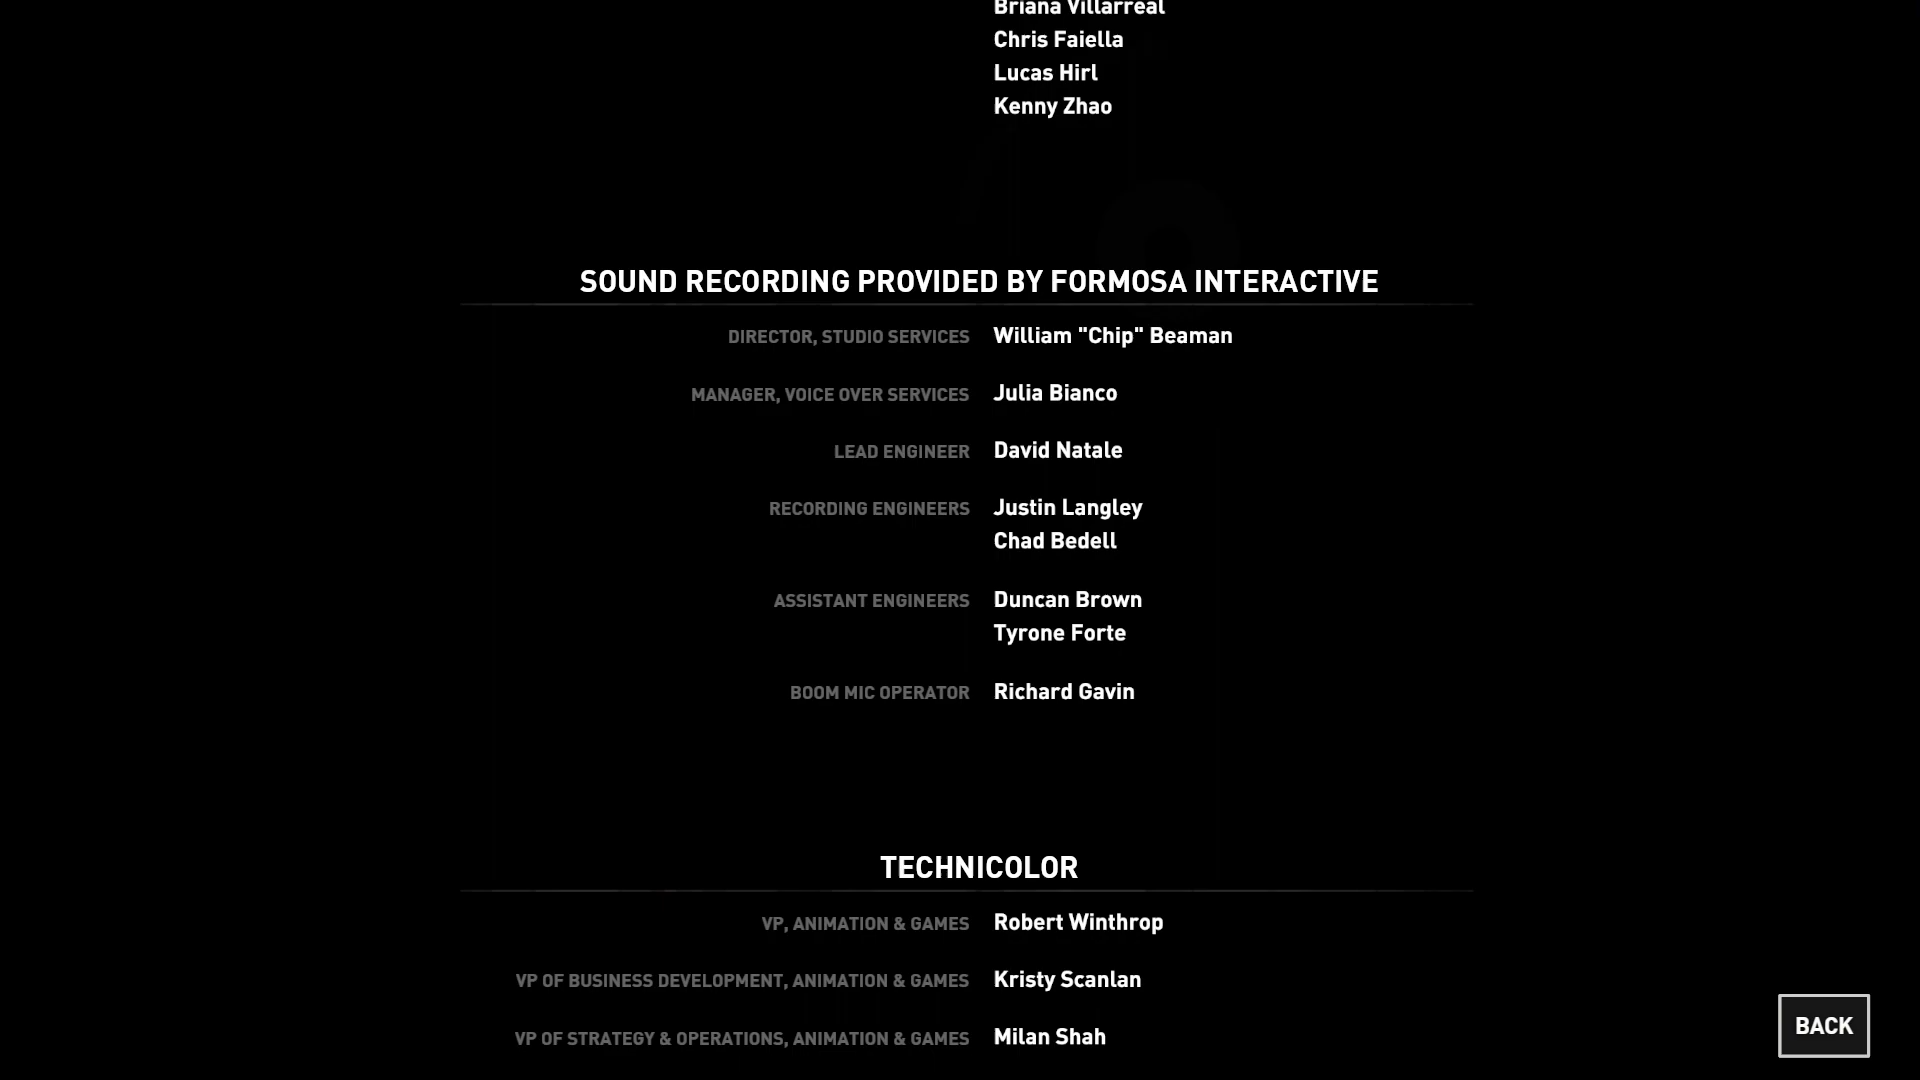 Briana Villarreal
Chris Faiella
Lucas Hirl
Kenny Zhao
SOUND RECORDING PROVIDED BY FORMOSA INTERACTIVE
DIRECTOR, STUDIO SERVICES William "Chip" Beaman
MANAGER, VOICE OVER SERVICES Julia Bianco
LEAD ENGINEER David Natale
RECORDING ENGINEERS Justin Langley
Chad Bedell
ASSISTANT ENGINEERS Duncan Brown
Tyrone Forte
BOOM MIC OPERATOR Richard Gavin
TECHNICOLOR
VP, ANIMATION & GAMES Robert Winthrop
VP OF BUSINESS DEVELOPMENT, ANIMATION & GAMES Kristy Scanlan
VP OF STRATEGY & OPERATIONS, ANIMATION & GAMES Milan Shah
BACK